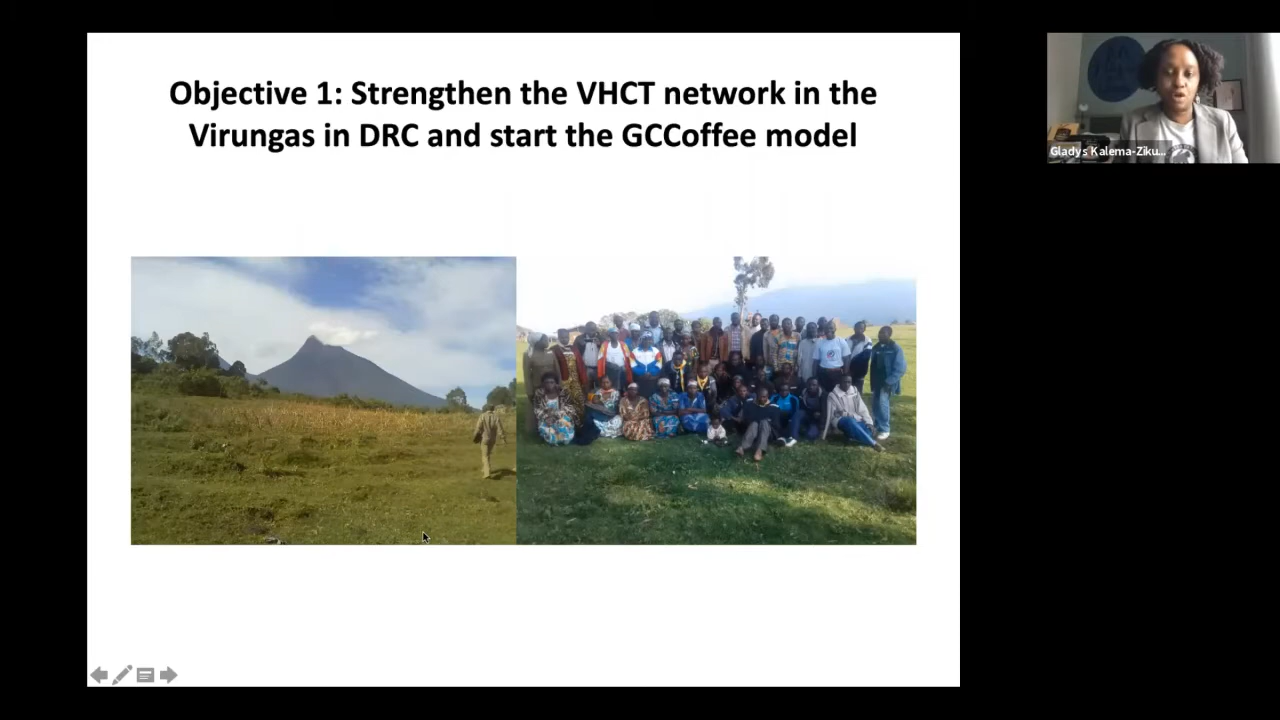 Objective 1: Strengthen the VHCT network in the
Virungas in DRC and start the GCCoffee model
Gladys Kalema-Ziku...